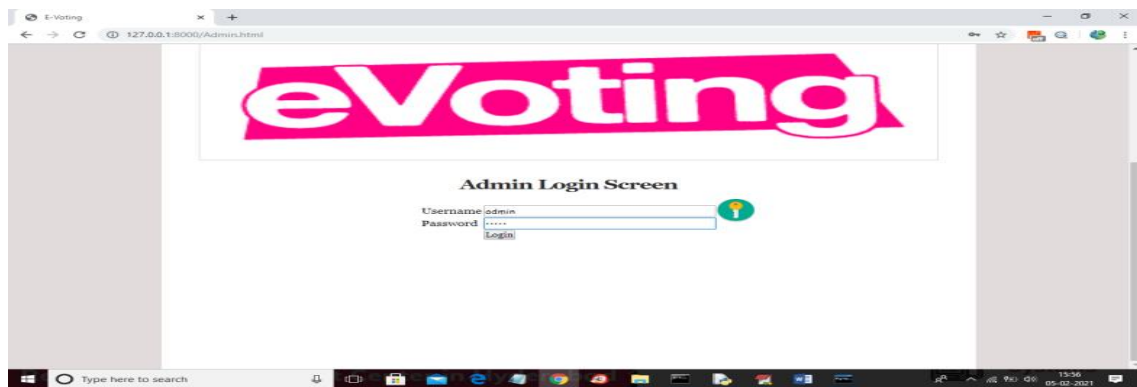 E-Voting
127.0.0.1:8000/Admin.html
eVoting
Admin Login Screen
Username admin
Password •••••
Login
Type here to search
15:56
05-02-2021